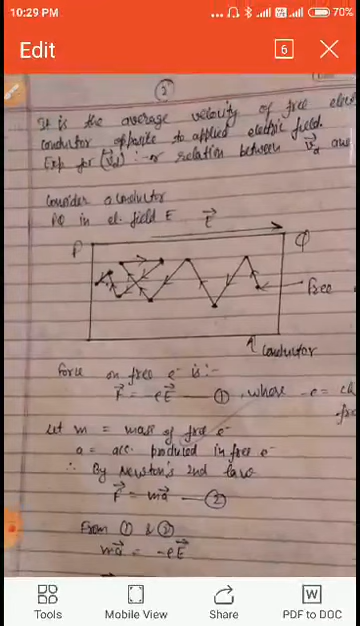 10:29 PM
70%
Edit
6
2
It is the average velocity of free elec
conductor opposite to applied electric field.
Exp for (v⃗d) :- or relation between v⃗d and
Consider a conductor
PQ in el. field E
E⃗
P
Q
free
Conductor
Force on free e⁻ is:-
F⃗ = -eE⃗ —①, where -e = ch
Let m = mass of free e⁻
a = acc. produced in free e⁻
∴ By Newton's 2nd law
F⃗ = ma⃗ —②
From ① & ②
ma⃗ = -eE⃗
Tools
Mobile View
Share
W
PDF to DOC